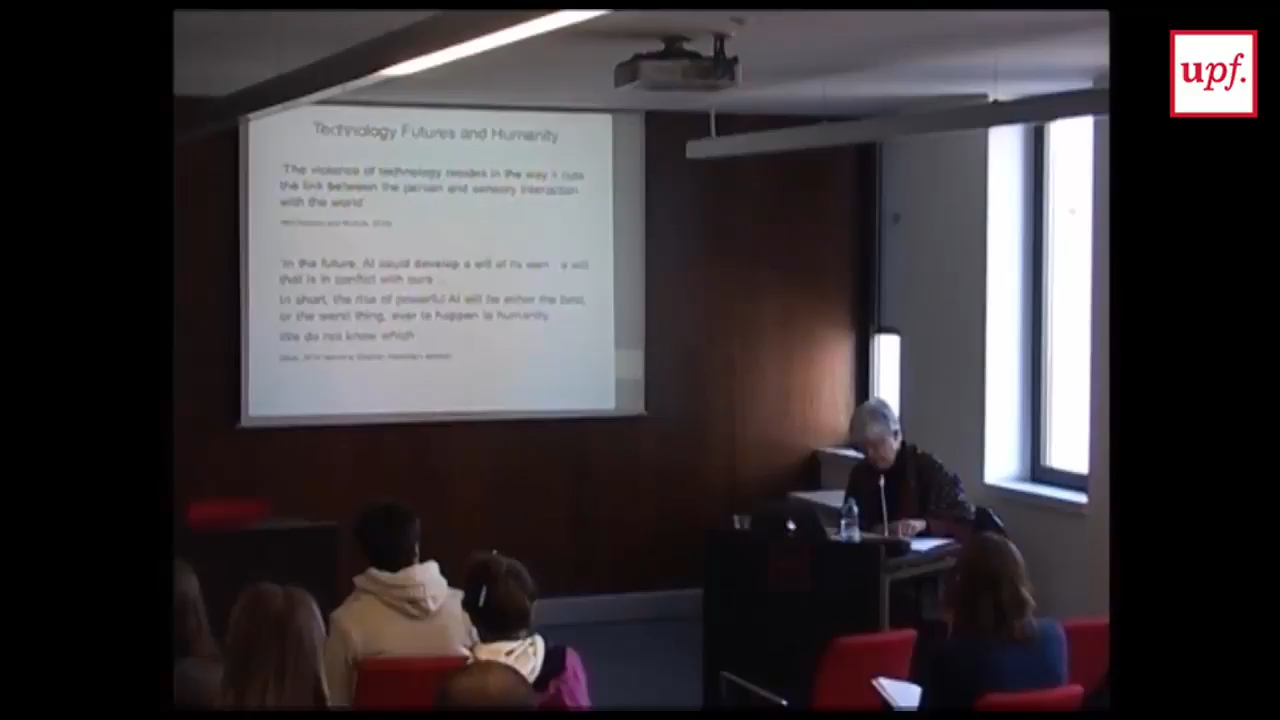 upf.
Technology Futures and Humanity
'The violence of technology resides in the way it cuts
the link between the person and sensory interaction
with the world'
'In the future, AI could develop a will of its own - a will
that is in conflict with ours ...
In short, the rise of powerful AI will be either the best,
or the worst thing, ever to happen to humanity.
We do not know which